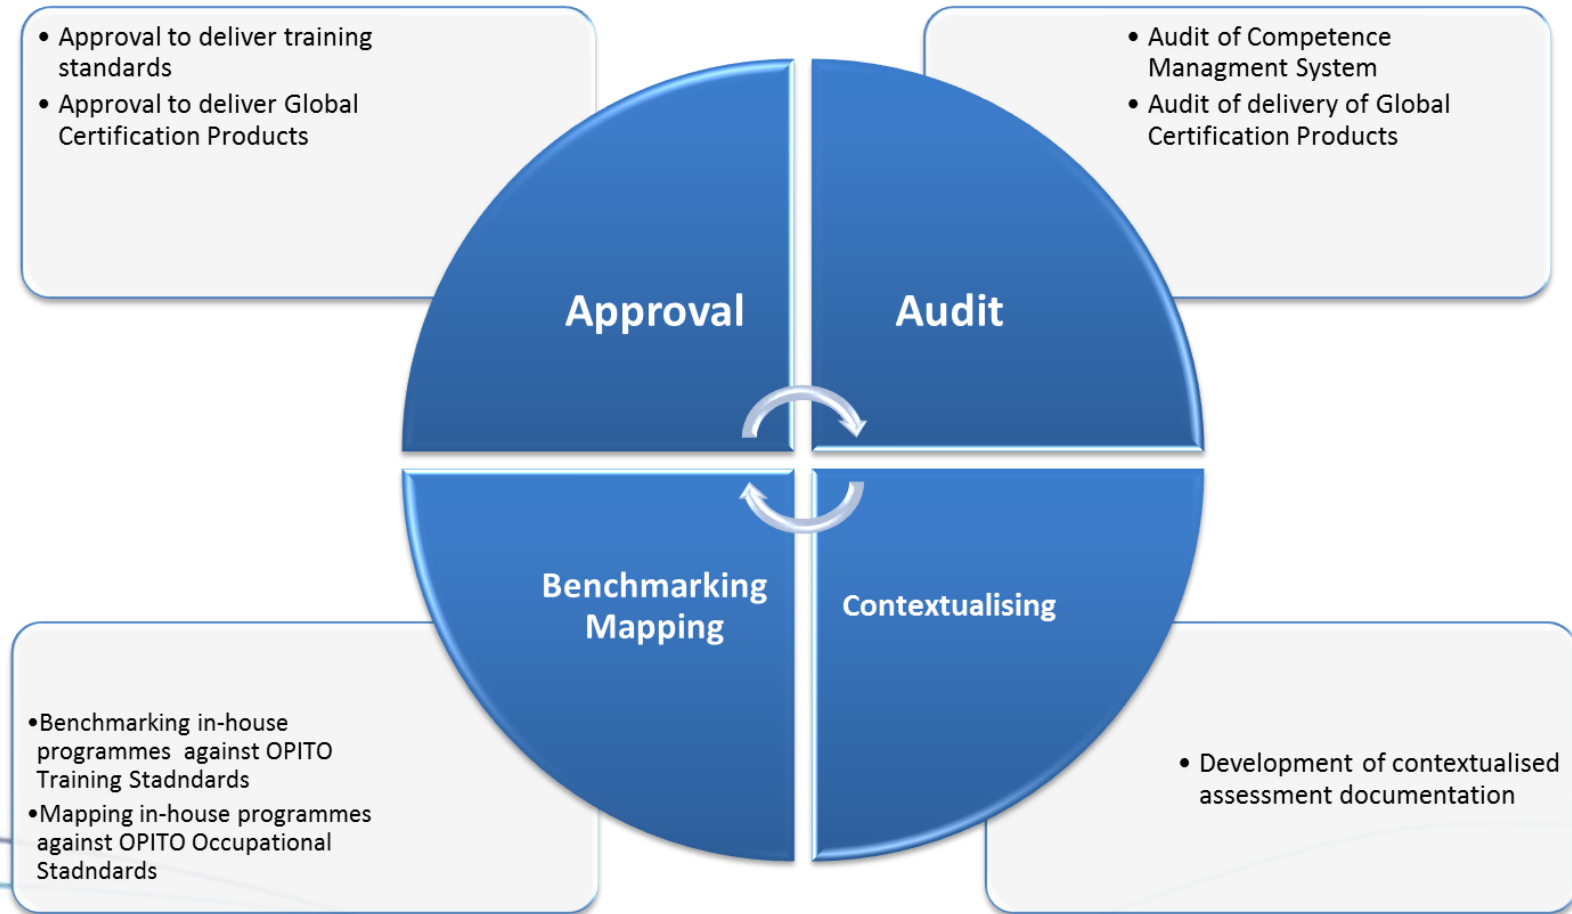 • Approval to deliver training
standards
• Approval to deliver Global
Certification Products
• Audit of Competence
Managment System
• Audit of delivery of Global
Certification Products
Approval
Audit
Benchmarking
Mapping
Contextualising
•Benchmarking in-house
programmes against OPITO
Training Stadndards
•Mapping in-house programmes
against OPITO Occupational
Stadndards
• Development of contextualised
assessment documentation